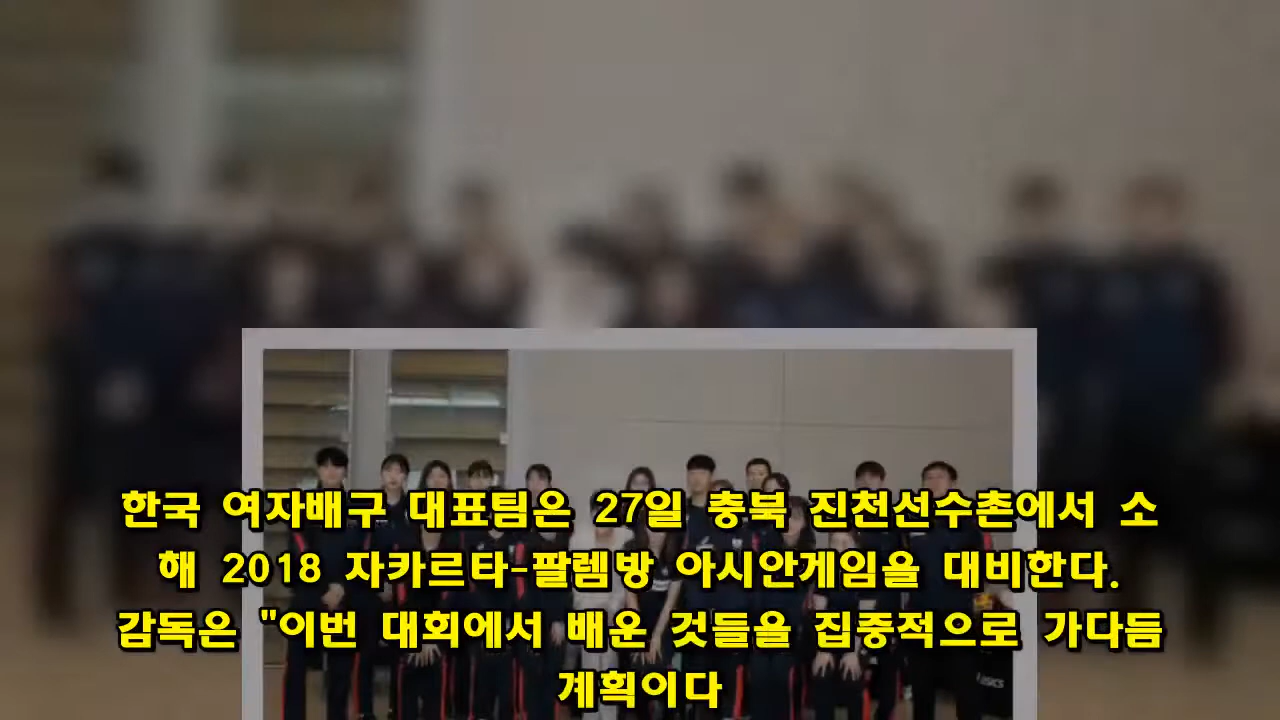 한국 여자배구 대표팀은 27일 충북 진천선수촌에서 소
해 2018 자카르타-팔렘방 아시안게임을 대비한다.
감독은 "이번 대회에서 배운 것들을 집중적으로 가다듬
계획이다
asics